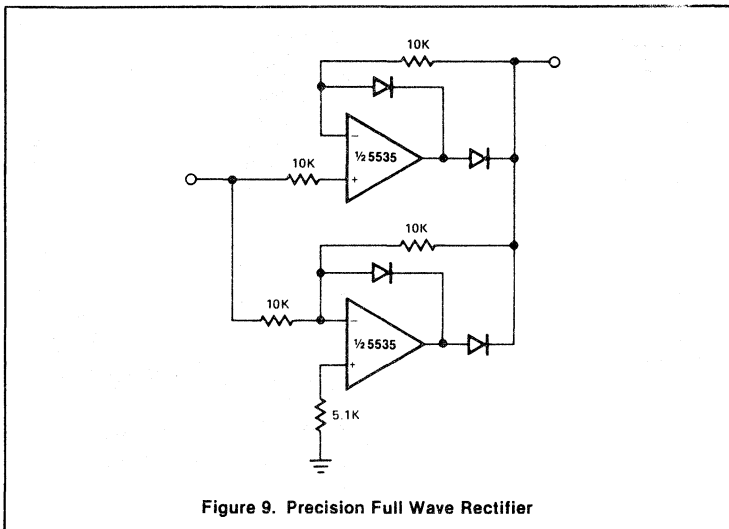 10K
10K
−
½ 5535
+
10K
10K
−
½ 5535
+
5.1K
Figure 9. Precision Full Wave Rectifier